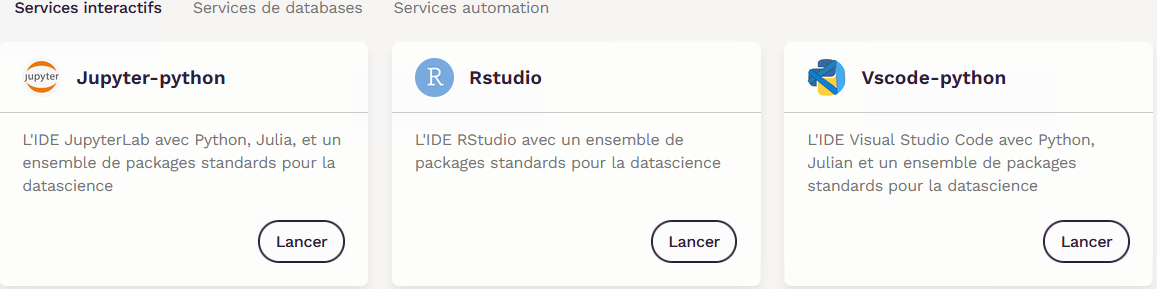 Services interactifs Services de databases Services automation
jupyter Jupyter-python
L'IDE JupyterLab avec Python, Julia, et un
ensemble de packages standards pour la
datascience
Lancer
R Rstudio
L'IDE RStudio avec un ensemble de
packages standards pour la datascience
Lancer
Vscode-python
L'IDE Visual Studio Code avec Python,
Julian et un ensemble de packages
standards pour la datascience
Lancer